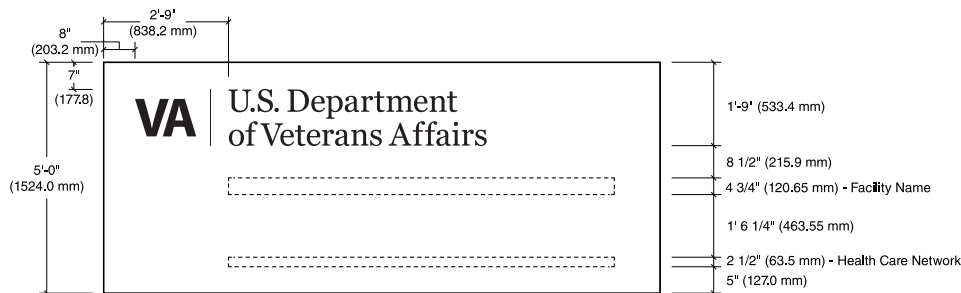 2'-9"
(838.2 mm)
8"
(203.2 mm)
7"
(177.8)
5'-0"
(1524.0 mm)
VA
U.S. Department
of Veterans Affairs
1'-9" (533.4 mm)
8 1/2" (215.9 mm)
4 3/4" (120.65 mm) - Facility Name
1' 6 1/4" (463.55 mm)
2 1/2" (63.5 mm) - Health Care Network
5" (127.0 mm)